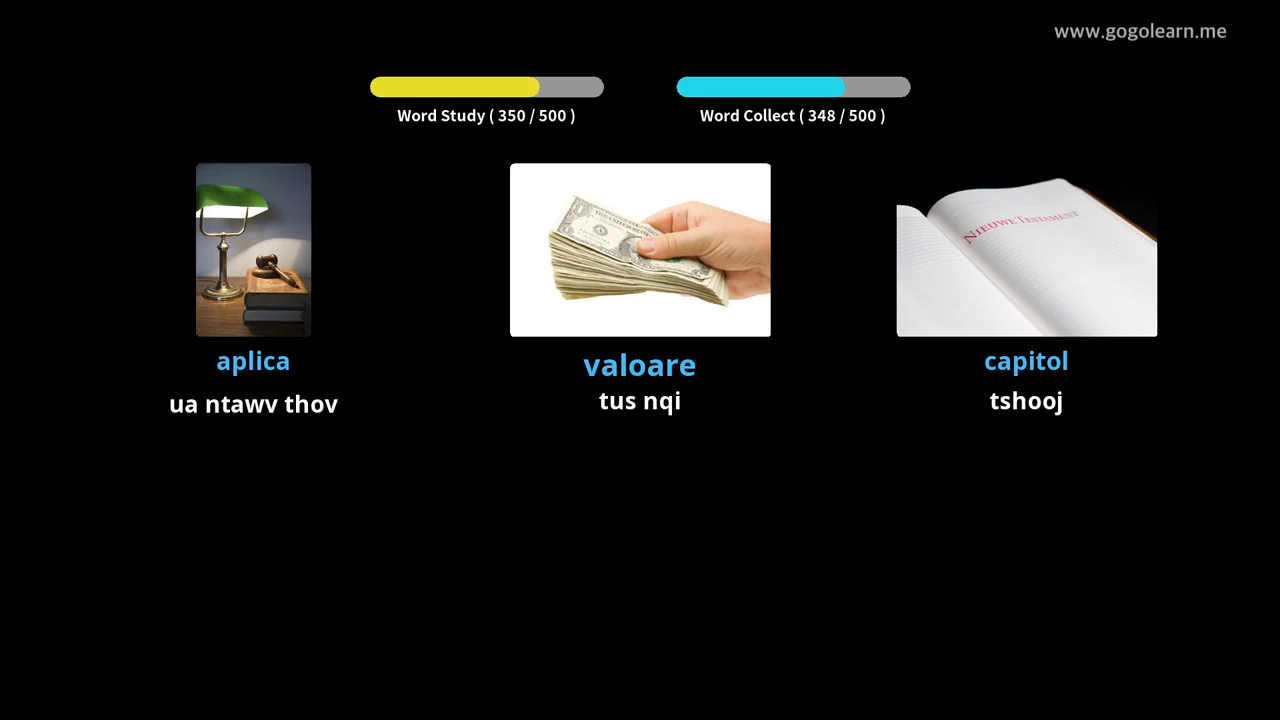 www.gogolearn.me
Word Study ( 350 / 500 )
Word Collect ( 348 / 500 )
NIEUWE TESTAMENT
aplica
valoare
capitol
ua ntawv thov
tus nqi
tshooj